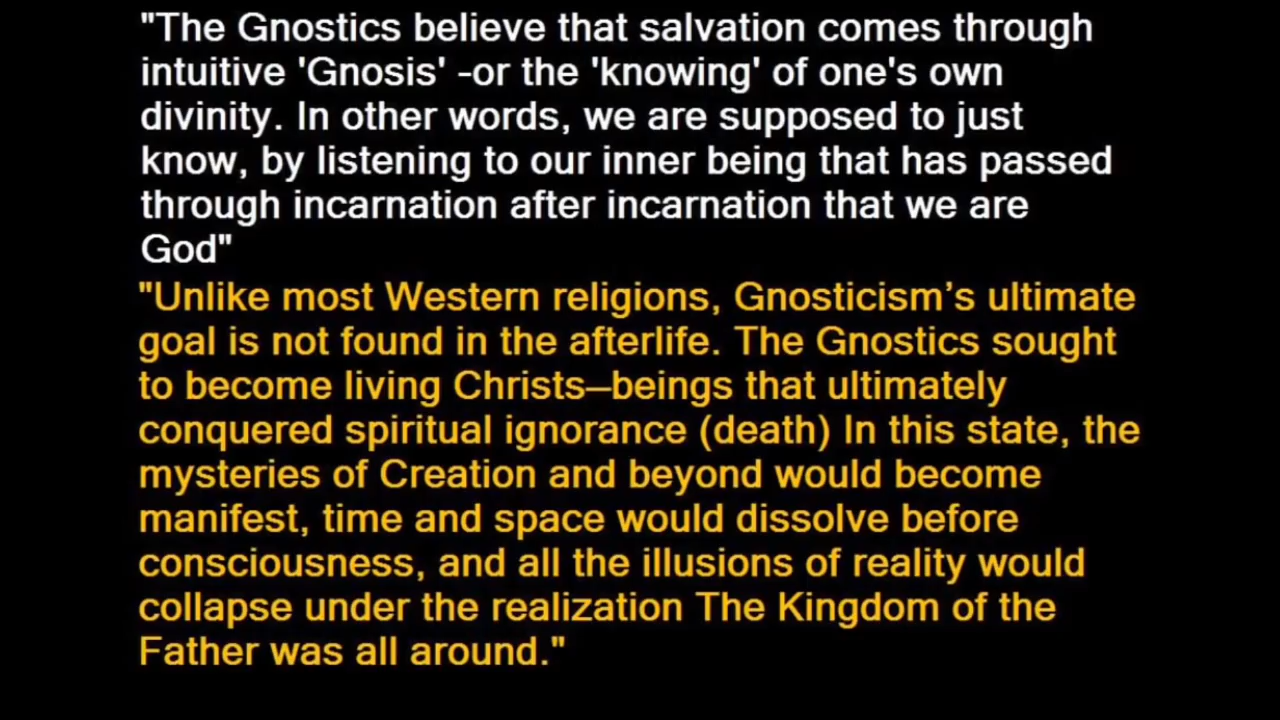 "The Gnostics believe that salvation comes through
intuitive 'Gnosis' -or the 'knowing' of one's own
divinity. In other words, we are supposed to just
know, by listening to our inner being that has passed
through incarnation after incarnation that we are
God"
"Unlike most Western religions, Gnosticism’s ultimate
goal is not found in the afterlife. The Gnostics sought
to become living Christs—beings that ultimately
conquered spiritual ignorance (death) In this state, the
mysteries of Creation and beyond would become
manifest, time and space would dissolve before
consciousness, and all the illusions of reality would
collapse under the realization The Kingdom of the
Father was all around."